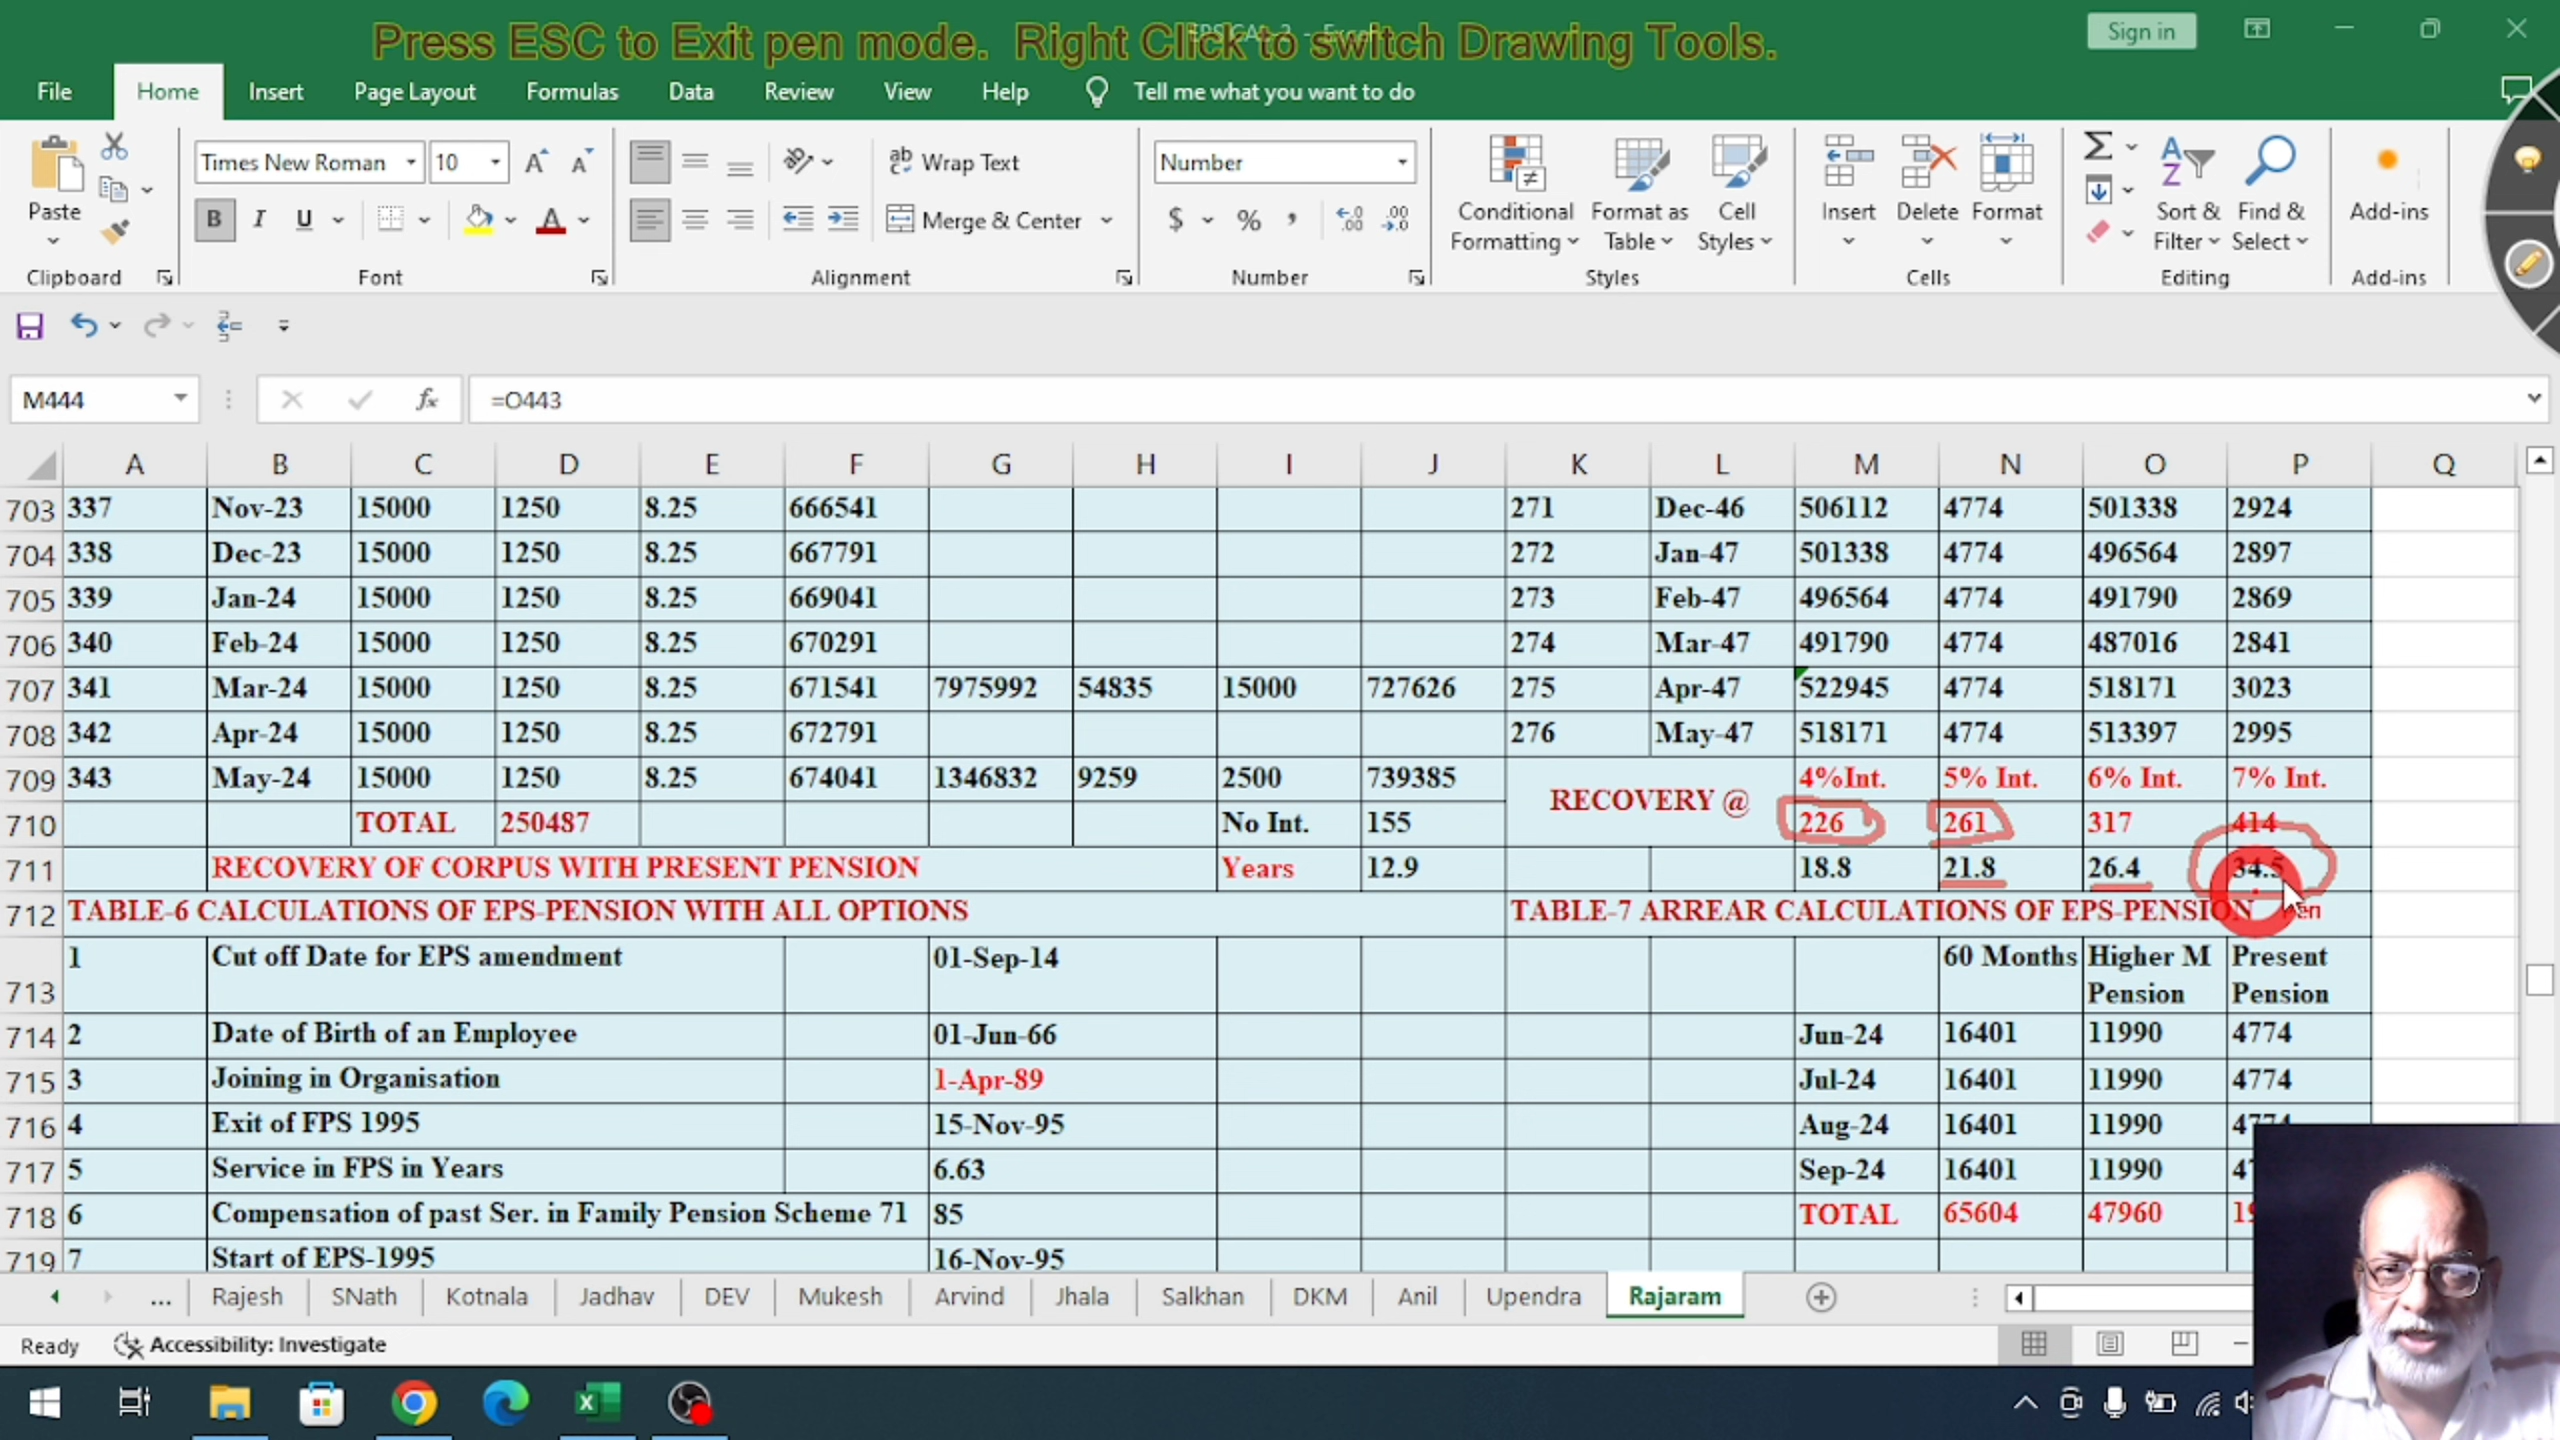 Press ESC to Exit pen mode. Right Click to switch Drawing Tools.
Sign in
File Home Insert Page Layout Formulas Data Review View Help Tell me what you want to do
Paste
Clipboard
Times New Roman 10
B I U
Font
Wrap Text
Merge & Center
Alignment
Number
$ % ,
Number
Conditional Formatting
Format as Table
Cell Styles
Styles
Insert Delete Format
Cells
Sort & Filter
Find & Select
Editing
Add-ins
Add-ins
M444 fx =O443
A B C D E F G H I J K L M N O P Q
703 337 Nov-23 15000 1250 8.25 666541 271 Dec-46 506112 4774 501338 2924
704 338 Dec-23 15000 1250 8.25 667791 272 Jan-47 501338 4774 496564 2897
705 339 Jan-24 15000 1250 8.25 669041 273 Feb-47 496564 4774 491790 2869
706 340 Feb-24 15000 1250 8.25 670291 274 Mar-47 491790 4774 487016 2841
707 341 Mar-24 15000 1250 8.25 671541 7975992 54835 15000 727626 275 Apr-47 522945 4774 518171 3023
708 342 Apr-24 15000 1250 8.25 672791 276 May-47 518171 4774 513397 2995
709 343 May-24 15000 1250 8.25 674041 1346832 9259 2500 739385 RECOVERY @ 4%Int. 5% Int. 6% Int. 7% Int.
710 TOTAL 250487 No Int. 155 226 261 317 414
711 RECOVERY OF CORPUS WITH PRESENT PENSION Years 12.9 18.8 21.8 26.4 34.5
712 TABLE-6 CALCULATIONS OF EPS-PENSION WITH ALL OPTIONS TABLE-7 ARREAR CALCULATIONS OF EPS-PENSION
713 1 Cut off Date for EPS amendment 01-Sep-14 60 Months Higher M Pension Present Pension
714 2 Date of Birth of an Employee 01-Jun-66 Jun-24 16401 11990 4774
715 3 Joining in Organisation 1-Apr-89 Jul-24 16401 11990 4774
716 4 Exit of FPS 1995 15-Nov-95 Aug-24 16401 11990 4774
717 5 Service in FPS in Years 6.63 Sep-24 16401 11990
718 6 Compensation of past Ser. in Family Pension Scheme 71 85 TOTAL 65604 47960
719 7 Start of EPS-1995 16-Nov-95
... Rajesh SNath Kotnala Jadhav DEV Mukesh Arvind Jhala Salkhan DKM Anil Upendra Rajaram
Ready Accessibility: Investigate